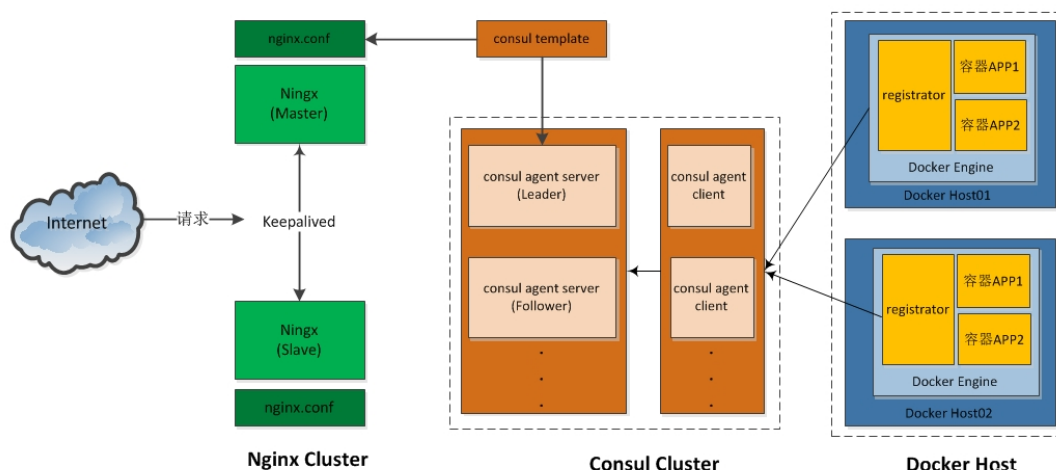 nginx.conf
consul template
Ningx
(Master)
Internet
请求
Keepalived
Ningx
(Slave)
nginx.conf
Nginx Cluster
consul agent server
(Leader)
consul agent
client
consul agent server
(Follower)
consul agent
client
Consul Cluster
registrator
容器APP1
容器APP2
Docker Engine
Docker Host01
registrator
容器APP1
容器APP2
Docker Engine
Docker Host02
Docker Host